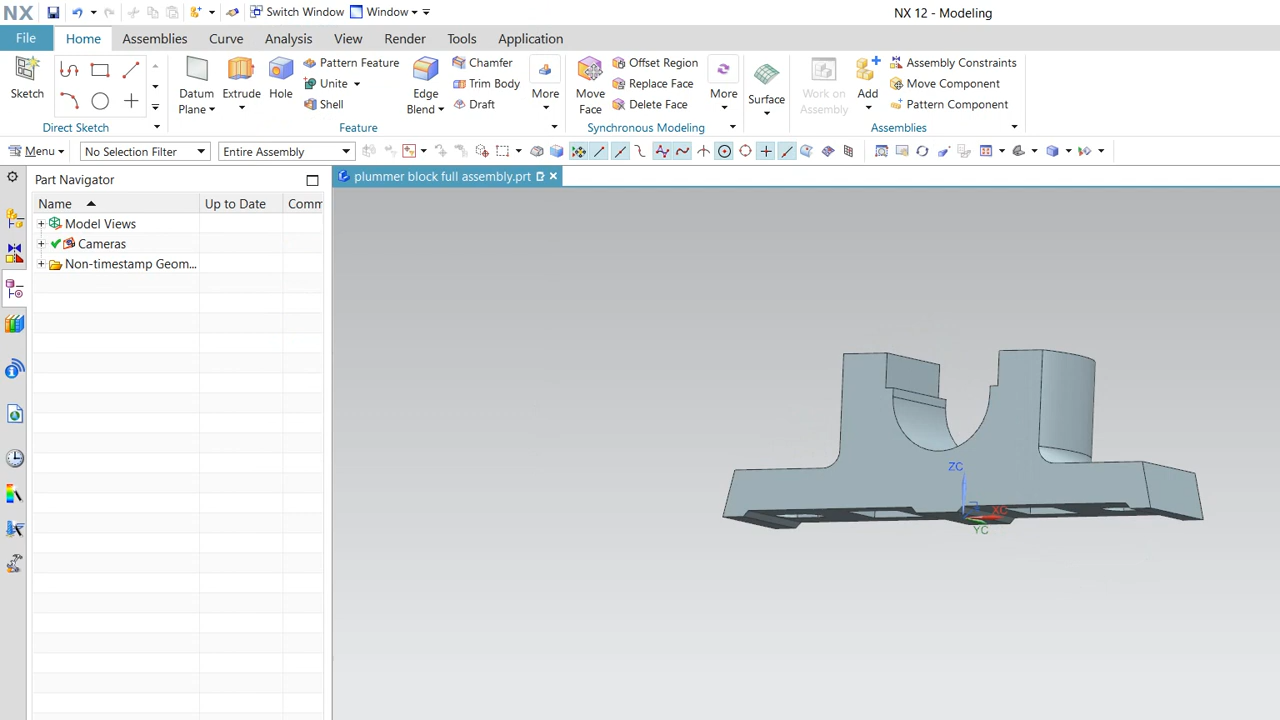 NX Switch Window Window NX 12 - Modeling
File Home Assemblies Curve Analysis View Render Tools Application
Sketch
Direct Sketch
Datum Plane
Extrude
Hole
Pattern Feature
Unite
Shell
Edge Blend
Chamfer
Trim Body
Draft
More
Feature
Move Face
Offset Region
Replace Face
Delete Face
More
Synchronous Modeling
Surface
Work on Assembly
Add
Assembly Constraints
Move Component
Pattern Component
Assemblies
Menu No Selection Filter Entire Assembly
Part Navigator
plummer block full assembly.prt
Name Up to Date Comm
Model Views
Cameras
Non-timestamp Geom...
ZC
XC
YC